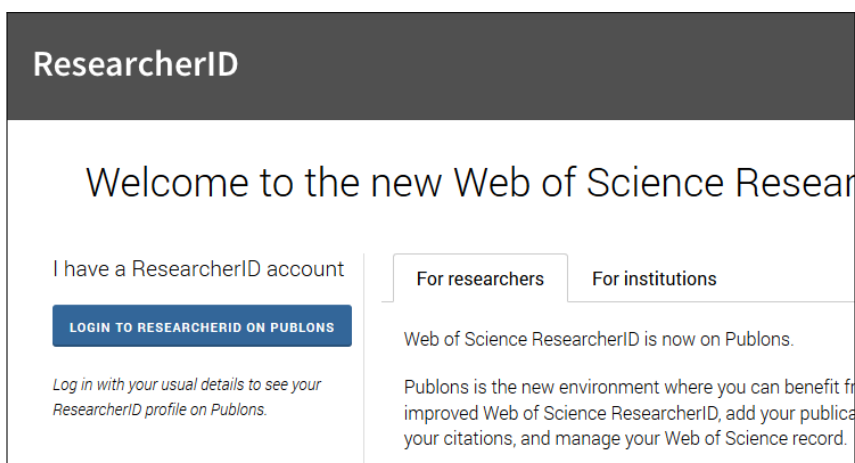 ResearcherID
Welcome to the new Web of Science
I have a ResearcherID account
LOGIN TO RESEARCHERID ON PUBLONS
Log in with your usual details to see your
ResearcherID profile on Publons.
For researchers
For institutions
Web of Science ResearcherID is now on Publons.
Publons is the new environment where you can benefit
improved Web of Science ResearcherID, add your
your citations, and manage your Web of Science record.